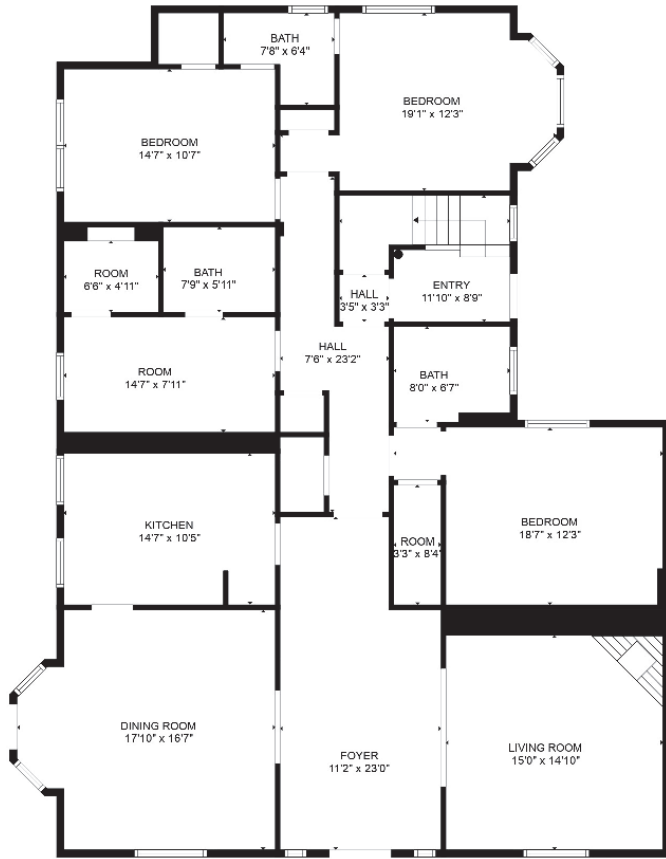 BATH
7'8" x 6'4"
BEDROOM
19'1" x 12'3"
BEDROOM
14'7" x 10'7"
ROOM
6'6" x 4'11"
BATH
7'9" x 5'11"
HALL
3'5" x 3'3"
ENTRY
11'10" x 8'9"
HALL
7'6" x 23'2"
ROOM
14'7" x 7'11"
BATH
8'0" x 6'7"
KITCHEN
14'7" x 10'5"
ROOM
3'3" x 8'4"
BEDROOM
18'7" x 12'3"
DINING ROOM
17'10" x 16'7"
FOYER
11'2" x 23'0"
LIVING ROOM
15'0" x 14'10"